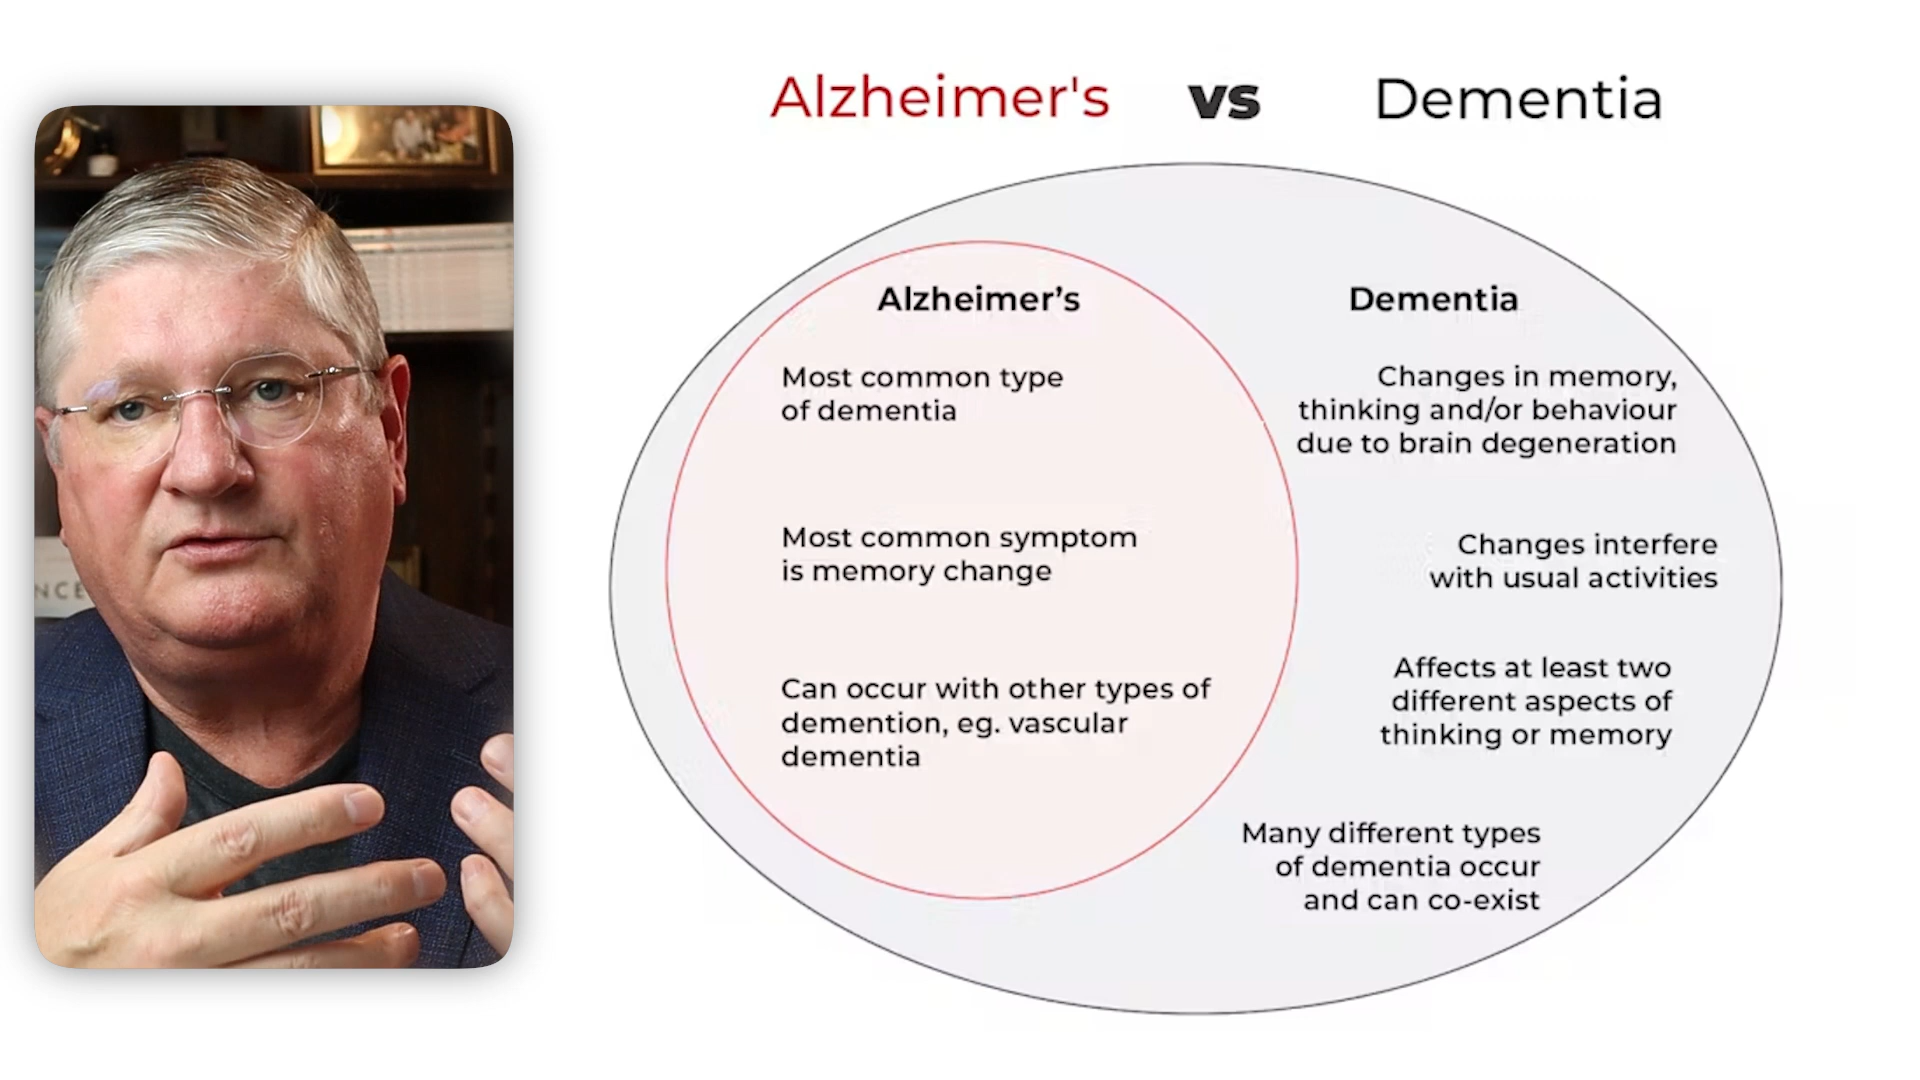 Alzheimer's vs Dementia
Alzheimer’s
Most common type
of dementia
Most common symptom
is memory change
Can occur with other types of
demention, eg. vascular
dementia
Dementia
Changes in memory,
thinking and/or behaviour
due to brain degeneration
Changes interfere
with usual activities
Affects at least two
different aspects of
thinking or memory
Many different types
of dementia occur
and can co-exist
NCE